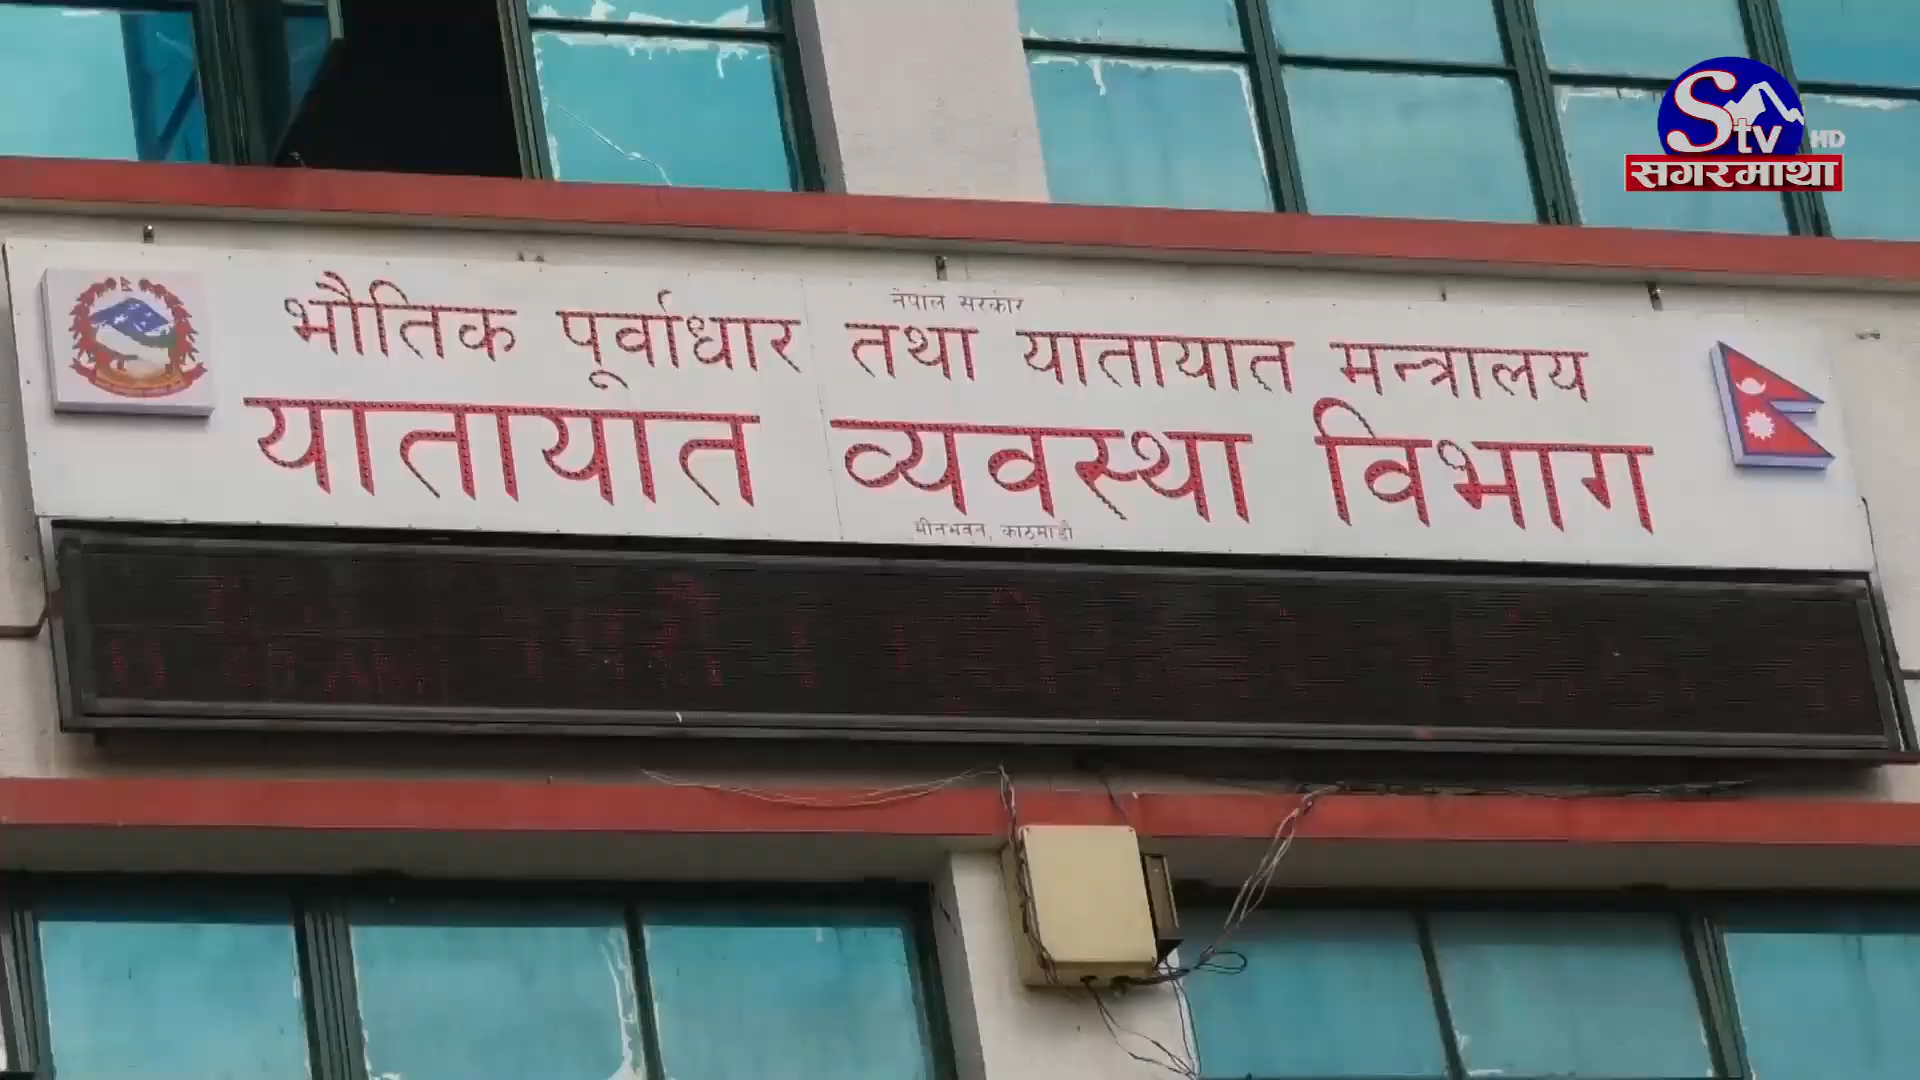 STV HD
सगरमाथा
नेपाल सरकार
भौतिक पूर्वाधार तथा यातायात मन्त्रालय
यातायात व्यवस्था विभाग
मीनभवन, काठमाडौं